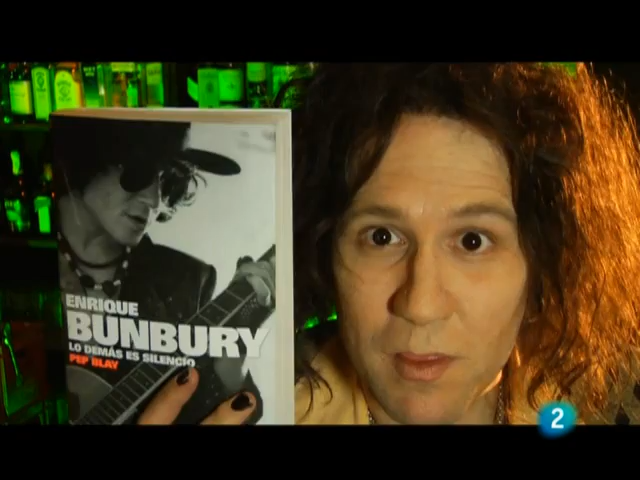 ENRIQUE
BUNBURY
LO DEMÁS ES SILENCIO
PEP BLAY
2